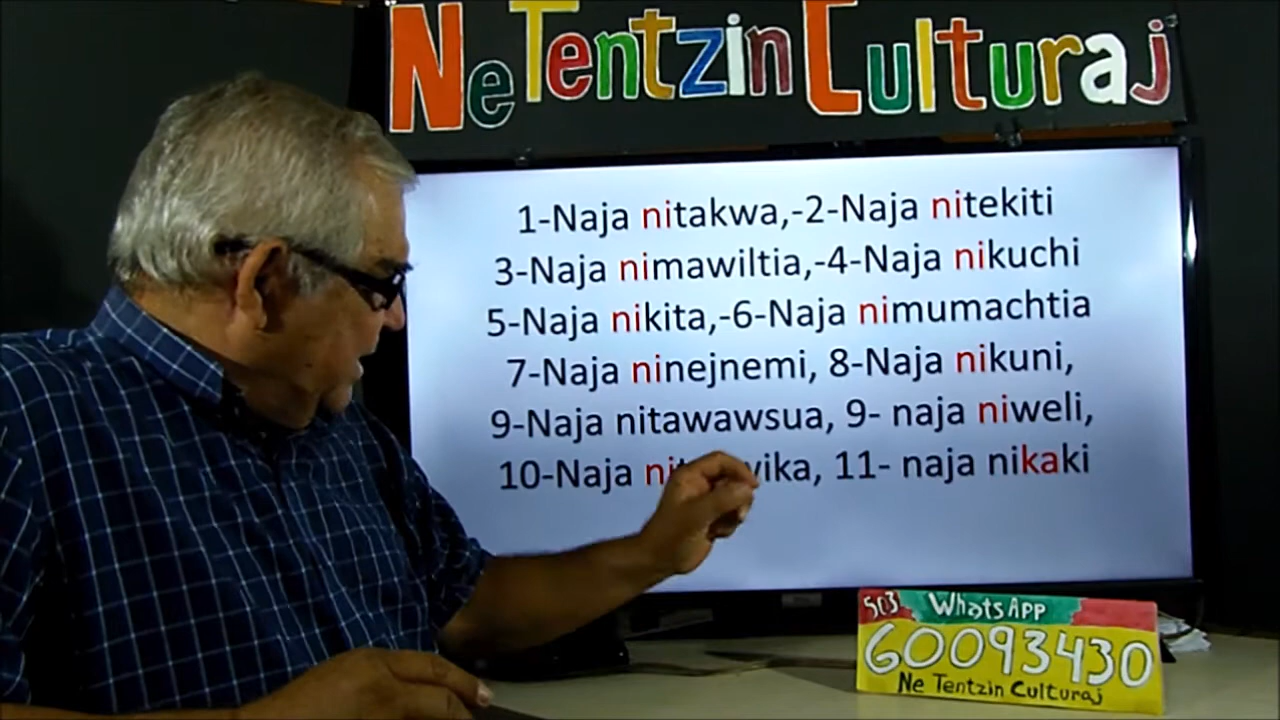 Ne Tentzin Culturaj
1-Naja nitakwa,-2-Naja nitekiti
3-Naja nimawiltia,-4-Naja nikuchi
5-Naja nikita,-6-Naja nimumachtia
7-Naja ninejnemi, 8-Naja nikuni,
9-Naja nitawawsua, 9- naja niweli,
10-Naja 11- naja nikaki
503 WhatsApp
60093430
Ne Tentzin Culturaj